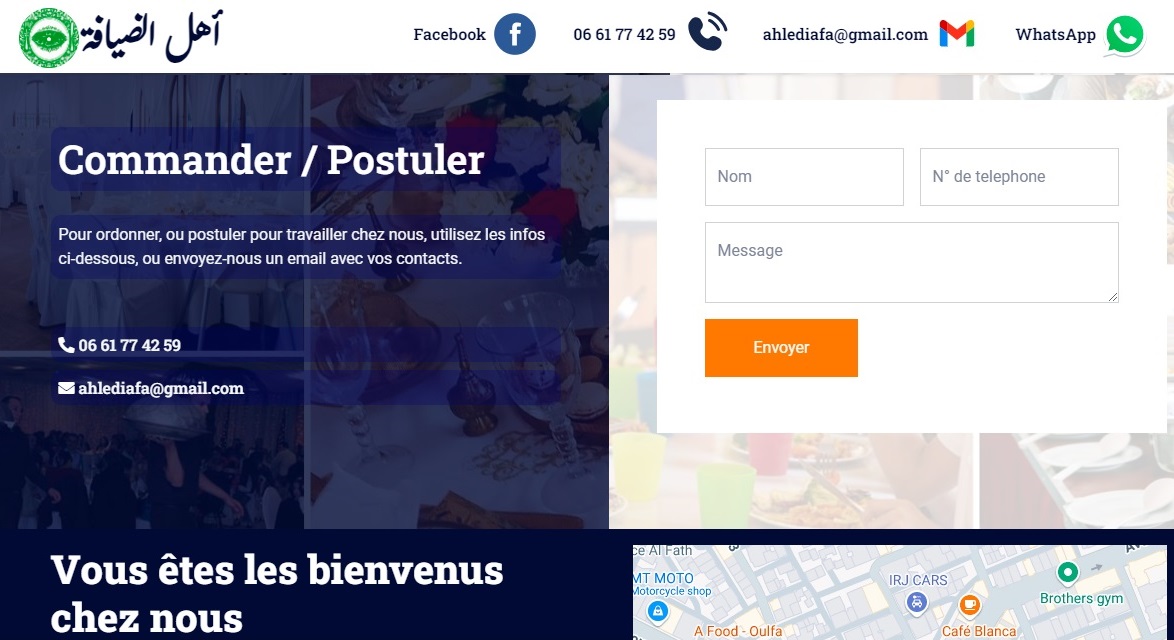 أهل الضيافة
Facebook
06 61 77 42 59
ahlediafa@gmail.com
WhatsApp
Commander / Postuler
Pour ordonner, ou postuler pour travailler chez nous, utilisez les infos
ci-dessous, ou envoyez-nous un email avec vos contacts.
06 61 77 42 59
ahlediafa@gmail.com
Nom
N° de telephone
Message
Envoyer
Vous êtes les bienvenus
chez nous
ce Al Fath
MT MOTO
Motorcycle shop
IRJ CARS
Brothers gym
A Food - Oulfa
Café Blanca